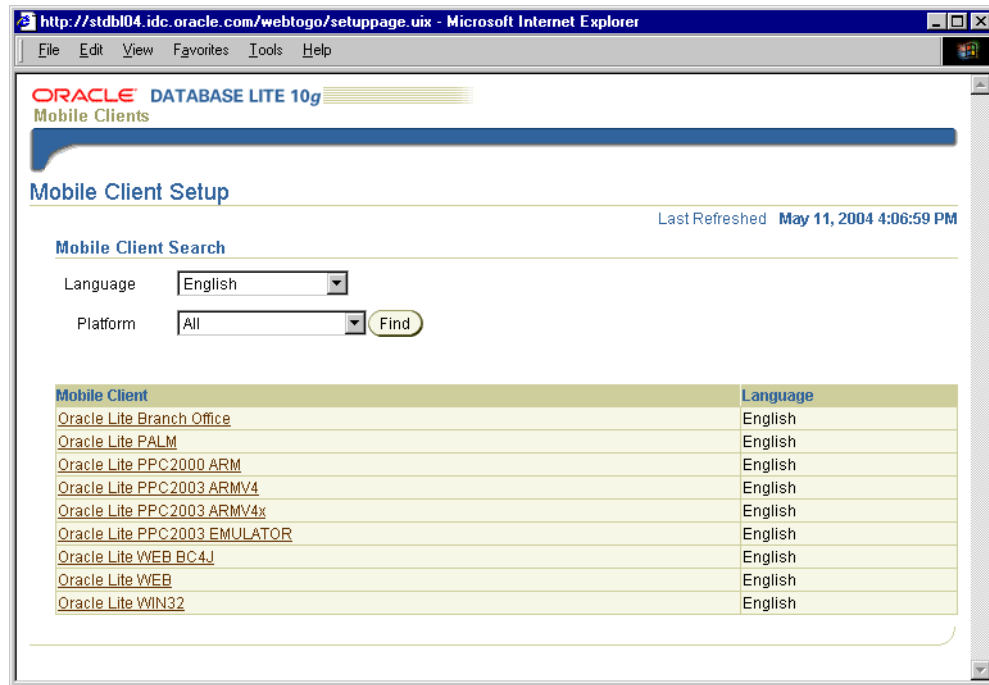 http://stdbl04.idc.oracle.com/webtogo/setuppage.uix - Microsoft Internet Explorer
File Edit View Favorites Tools Help
ORACLE DATABASE LITE 10g
Mobile Clients
Mobile Client Setup
Last Refreshed May 11, 2004 4:06:59 PM
Mobile Client Search
Language English
Platform All Find
Mobile Client Language
Oracle Lite Branch Office English
Oracle Lite PALM English
Oracle Lite PPC2000 ARM English
Oracle Lite PPC2003 ARMV4 English
Oracle Lite PPC2003 ARMV4x English
Oracle Lite PPC2003 EMULATOR English
Oracle Lite WEB BC4J English
Oracle Lite WEB English
Oracle Lite WIN32 English